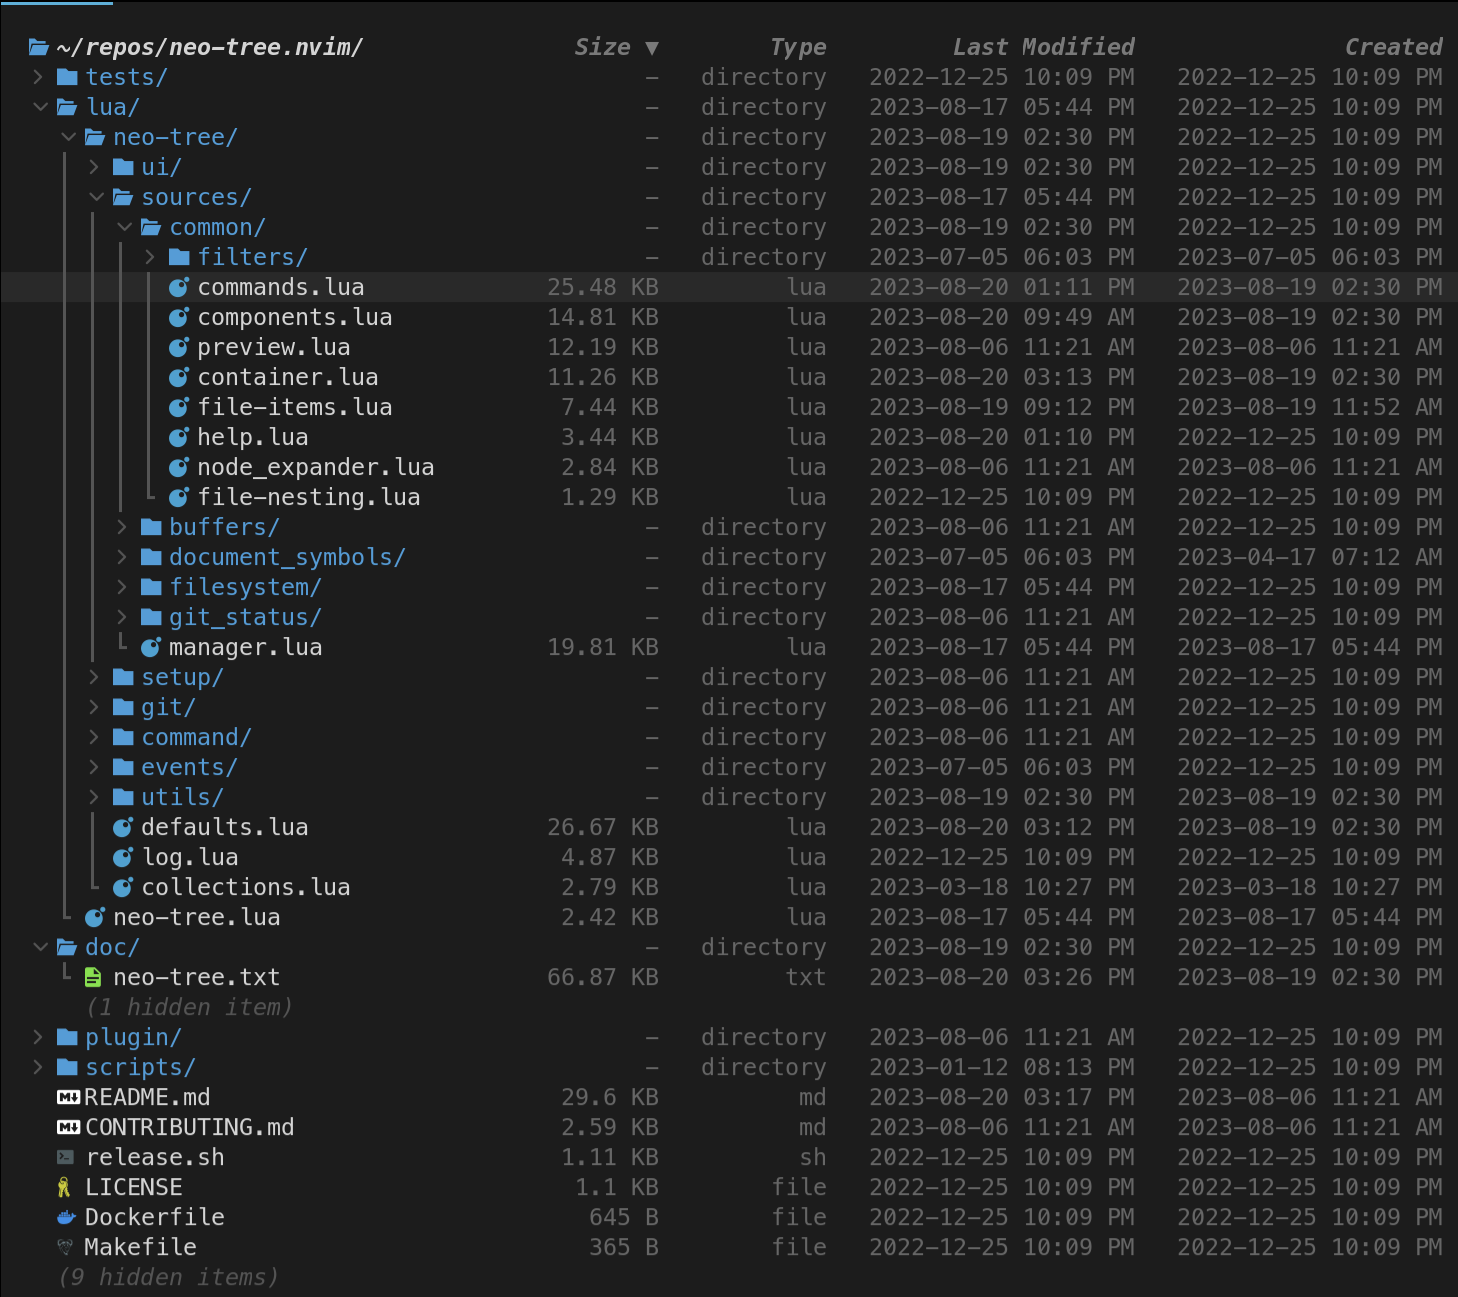 ~/repos/neo-tree.nvim/ Size ▼ Type Last Modified Created
tests/ – directory 2022-12-25 10:09 PM 2022-12-25 10:09 PM
lua/ – directory 2023-08-17 05:44 PM 2022-12-25 10:09 PM
neo-tree/ – directory 2023-08-19 02:30 PM 2022-12-25 10:09 PM
ui/ – directory 2023-08-19 02:30 PM 2022-12-25 10:09 PM
sources/ – directory 2023-08-17 05:44 PM 2022-12-25 10:09 PM
common/ – directory 2023-08-19 02:30 PM 2022-12-25 10:09 PM
filters/ – directory 2023-07-05 06:03 PM 2023-07-05 06:03 PM
commands.lua 25.48 KB lua 2023-08-20 01:11 PM 2023-08-19 02:30 PM
components.lua 14.81 KB lua 2023-08-20 09:49 AM 2023-08-19 02:30 PM
preview.lua 12.19 KB lua 2023-08-06 11:21 AM 2023-08-06 11:21 AM
container.lua 11.26 KB lua 2023-08-20 03:13 PM 2023-08-19 02:30 PM
file-items.lua 7.44 KB lua 2023-08-19 09:12 PM 2023-08-19 11:52 AM
help.lua 3.44 KB lua 2023-08-20 01:10 PM 2022-12-25 10:09 PM
node_expander.lua 2.84 KB lua 2023-08-06 11:21 AM 2023-08-06 11:21 AM
file-nesting.lua 1.29 KB lua 2022-12-25 10:09 PM 2022-12-25 10:09 PM
buffers/ – directory 2023-08-06 11:21 AM 2022-12-25 10:09 PM
document_symbols/ – directory 2023-07-05 06:03 PM 2023-04-17 07:12 AM
filesystem/ – directory 2023-08-17 05:44 PM 2022-12-25 10:09 PM
git_status/ – directory 2023-08-06 11:21 AM 2022-12-25 10:09 PM
manager.lua 19.81 KB lua 2023-08-17 05:44 PM 2023-08-17 05:44 PM
setup/ – directory 2023-08-06 11:21 AM 2022-12-25 10:09 PM
git/ – directory 2023-08-06 11:21 AM 2022-12-25 10:09 PM
command/ – directory 2023-08-06 11:21 AM 2022-12-25 10:09 PM
events/ – directory 2023-07-05 06:03 PM 2022-12-25 10:09 PM
utils/ – directory 2023-08-19 02:30 PM 2023-08-19 02:30 PM
defaults.lua 26.67 KB lua 2023-08-20 03:12 PM 2023-08-19 02:30 PM
log.lua 4.87 KB lua 2022-12-25 10:09 PM 2022-12-25 10:09 PM
collections.lua 2.79 KB lua 2023-03-18 10:27 PM 2023-03-18 10:27 PM
neo-tree.lua 2.42 KB lua 2023-08-17 05:44 PM 2023-08-17 05:44 PM
doc/ – directory 2023-08-19 02:30 PM 2022-12-25 10:09 PM
neo-tree.txt 66.87 KB txt 2023-08-20 03:26 PM 2023-08-19 02:30 PM
(1 hidden item)
plugin/ – directory 2023-08-06 11:21 AM 2022-12-25 10:09 PM
scripts/ – directory 2023-01-12 08:13 PM 2022-12-25 10:09 PM
README.md 29.6 KB md 2023-08-20 03:17 PM 2023-08-06 11:21 AM
CONTRIBUTING.md 2.59 KB md 2023-08-06 11:21 AM 2023-08-06 11:21 AM
release.sh 1.11 KB sh 2022-12-25 10:09 PM 2022-12-25 10:09 PM
LICENSE 1.1 KB file 2022-12-25 10:09 PM 2022-12-25 10:09 PM
Dockerfile 645 B file 2022-12-25 10:09 PM 2022-12-25 10:09 PM
Makefile 365 B file 2022-12-25 10:09 PM 2022-12-25 10:09 PM
(9 hidden items)